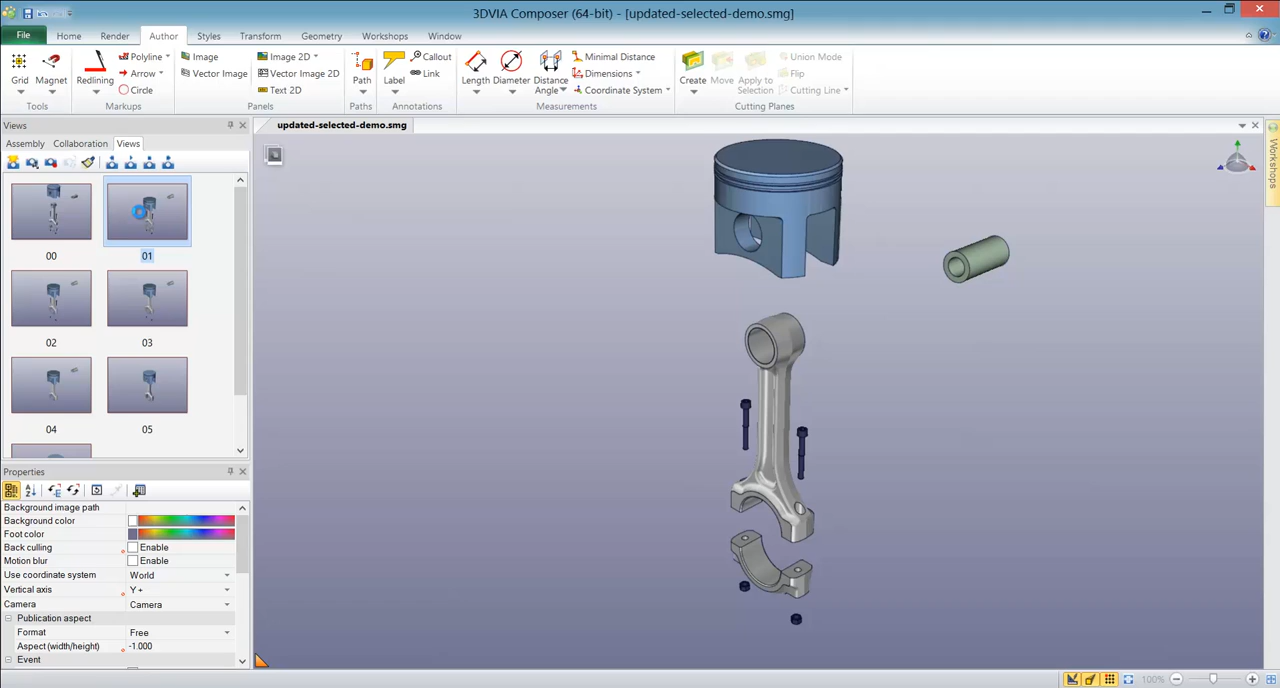 3DVIA Composer (64-bit) - [updated-selected-demo.smg]
File Home Render Author Styles Transform Geometry Workshops Window
Grid
Magnet
Tools
Redlining
Polyline
Arrow
Circle
Markups
Image
Vector Image
Image 2D
Vector Image 2D
Text 2D
Panels
Path
Paths
Label
Callout
Link
Annotations
Length
Diameter
Distance
Angle
Minimal Distance
Dimensions
Coordinate System
Measurements
Create
Move
Apply to
Selection
Union Mode
Flip
Cutting Line
Cutting Planes
Views
Assembly Collaboration Views
00
01
02
03
04
05
updated-selected-demo.smg
Workshops
Properties
Background image path
Background color
Foot color
Back culling Enable
Motion blur Enable
Use coordinate system World
Vertical axis Y +
Camera Camera
Publication aspect
Format Free
Aspect (width/height) -1.000
Event
100%